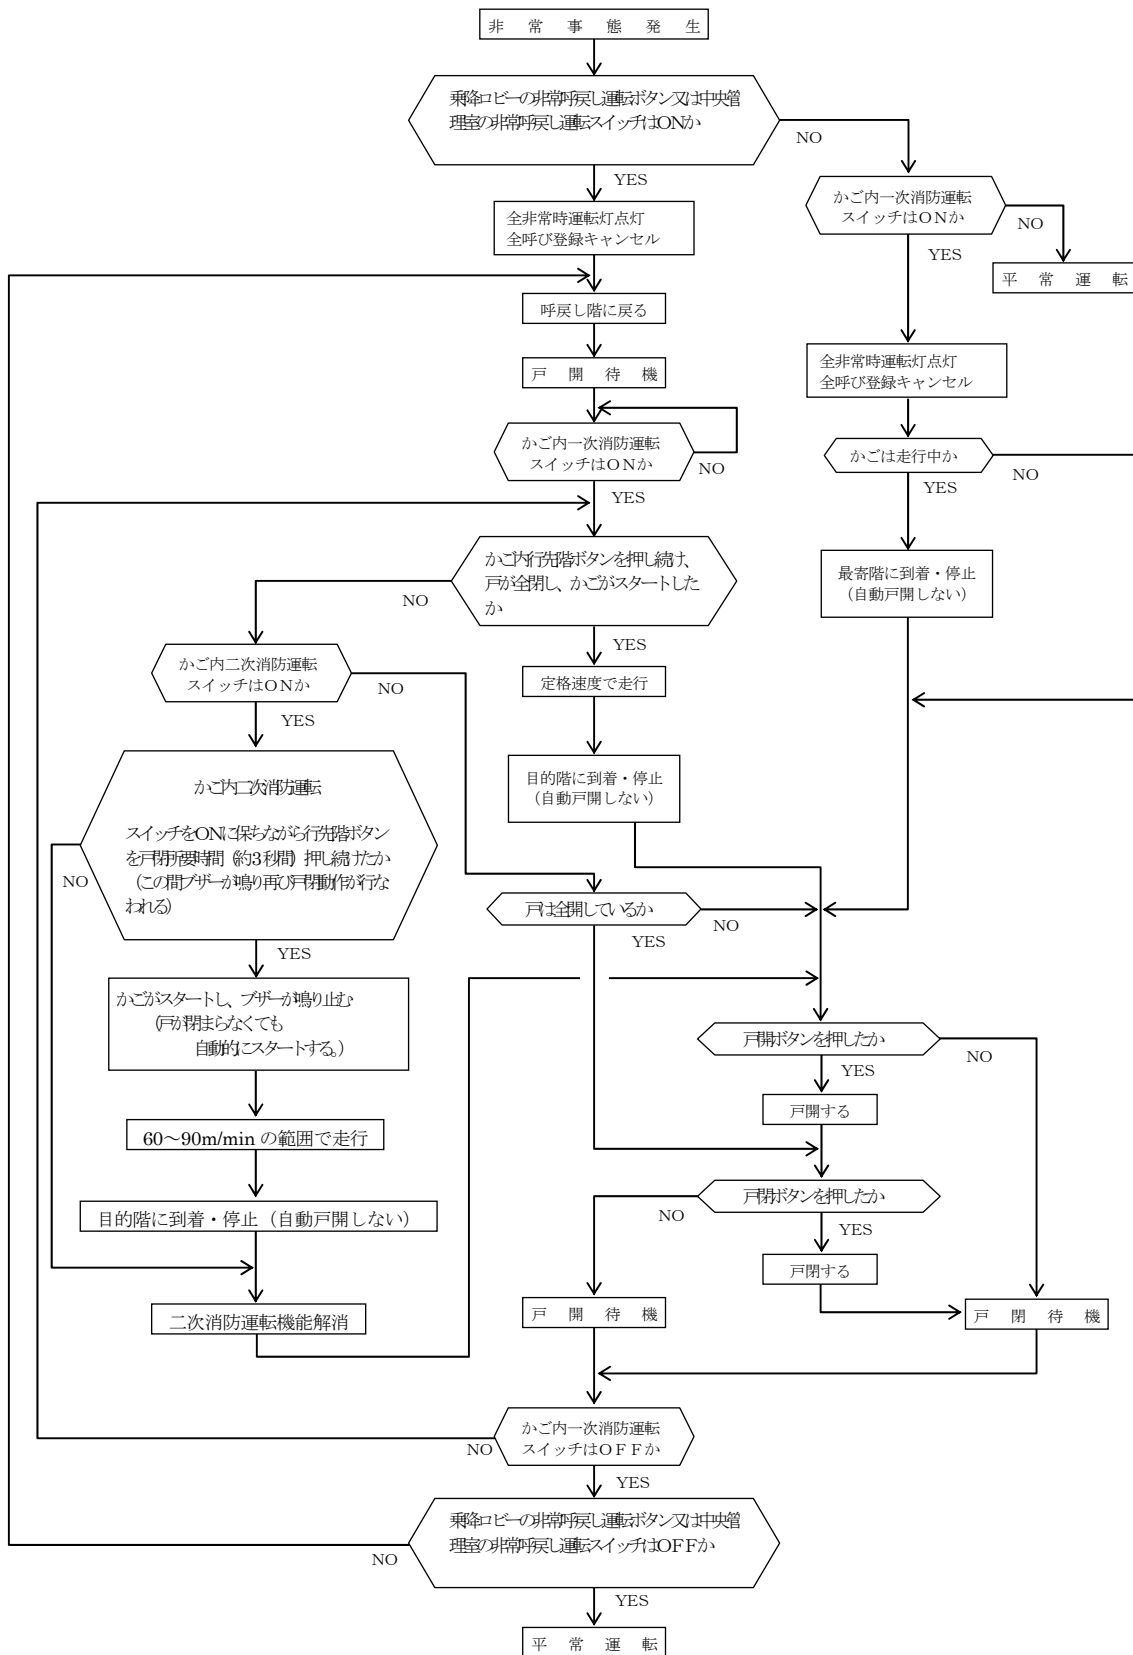 非常事態発生
乗降ロビーの非常呼戻し運転ボタン又は中央管
理室の非常呼戻し運転スイッチはONか
NO
YES
かご内一次消防運転
スイッチはONか
NO
YES
平常運転
全非常時運転灯点灯
全呼び登録キャンセル
呼戻し階に戻る
戸開待機
全非常時運転灯点灯
全呼び登録キャンセル
かご内一次消防運転
スイッチはONか
NO
YES
かごは走行中か
NO
YES
かご内行先階ボタンを押し続け、
戸が全閉し、かごがスタートした
か
NO
YES
最寄階に到着・停止
（自動戸開しない）
かご内二次消防運転
スイッチはONか
NO
YES
定格速度で走行
目的階に到着・停止
（自動戸開しない）
かご内二次消防運転
スイッチをONに保ちながら行先階ボタン
を戸閉所要時間（約3秒間）押し続けたか
（この間ブザーが鳴り再び戸閉動作が行な
われる）
NO
YES
戸は全開しているか
NO
YES
かごがスタートし、ブザーが鳴り止む
（戸が閉まらなくても
自動的にスタートする。）
戸開ボタンを押したか
NO
YES
戸開する
60～90m/min の範囲で走行
戸閉ボタンを押したか
NO
YES
目的階に到着・停止（自動戸開しない）
戸閉する
二次消防運転機能解消
戸開待機
戸閉待機
かご内一次消防運転
スイッチはOFFか
NO
YES
乗降ロビーの非常呼戻し運転ボタン又は中央管
理室の非常呼戻し運転スイッチはOFFか
NO
YES
平常運転